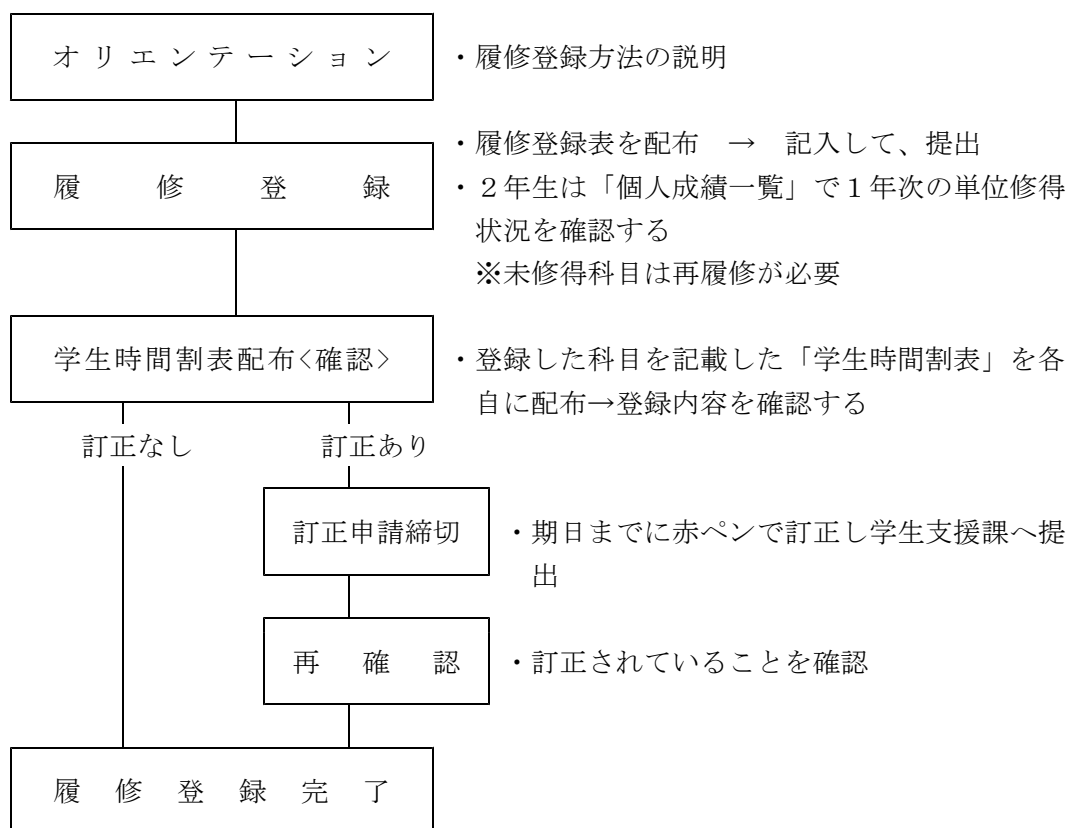 オリエンテーション
・履修登録方法の説明
履修登録
・履修登録表を配布　→　記入して、提出
・２年生は「個人成績一覧」で１年次の単位修得
状況を確認する
※未修得科目は再履修が必要
学生時間割表配布<確認>
・登録した科目を記載した「学生時間割表」を各
自に配布→登録内容を確認する
訂正なし
訂正あり
訂正申請締切
・期日までに赤ペンで訂正し学生支援課へ提
出
再確認
・訂正されていることを確認
履修登録完了